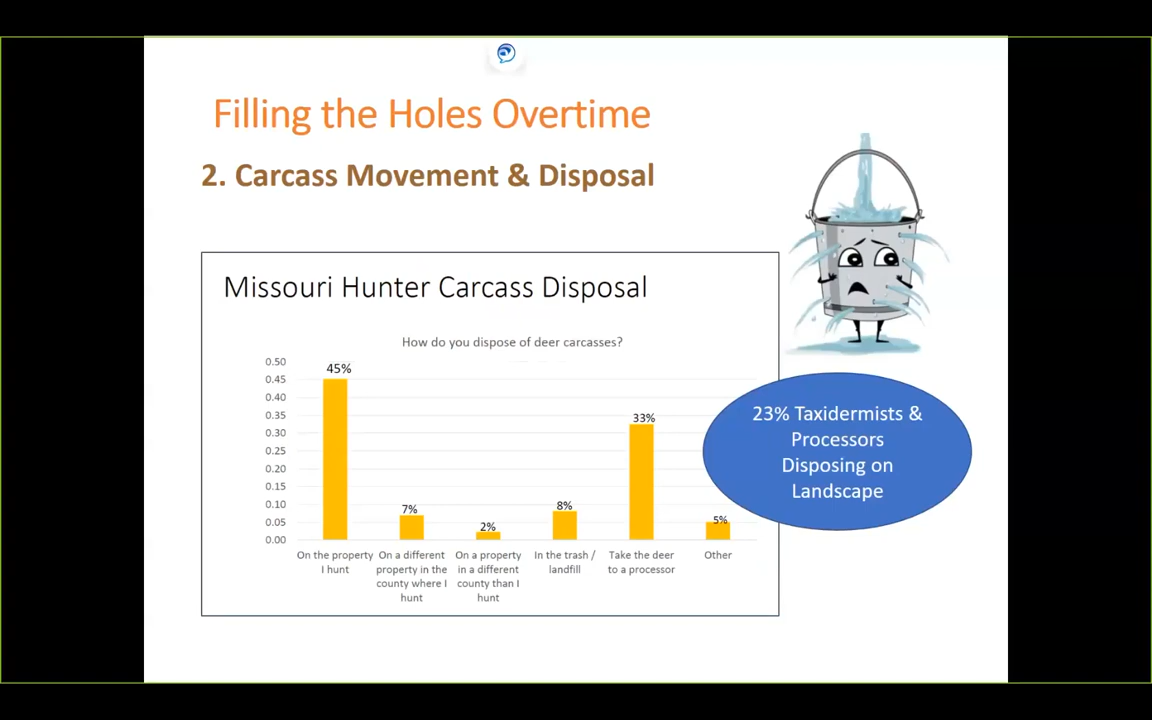 Filling the Holes Overtime
2. Carcass Movement & Disposal
Missouri Hunter Carcass Disposal
How do you dispose of deer carcasses?
0.50
0.45
0.40
0.35
0.30
0.25
0.20
0.15
0.10
0.05
0.00
45%
7%
2%
8%
33%
5%
On the property
I hunt
On a different
property in the
county where I
hunt
On a property
in a different
county than I
hunt
In the trash /
landfill
Take the deer
to a processor
Other
23% Taxidermists &
Processors
Disposing on
Landscape